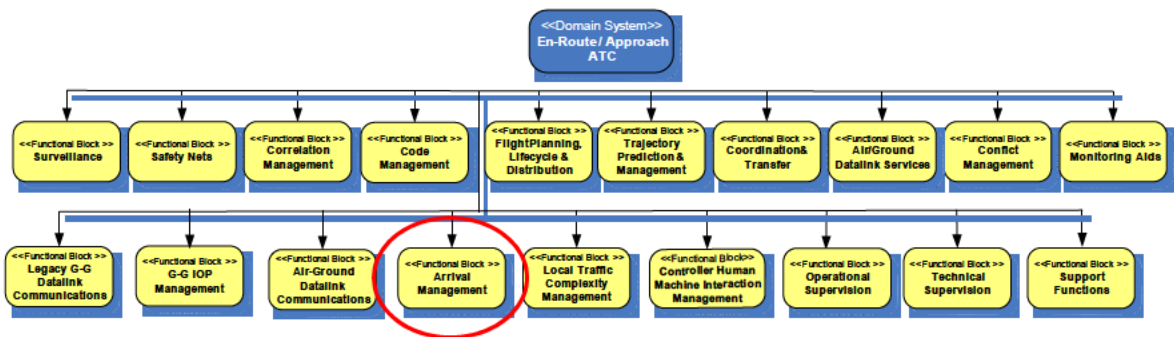 <<Domain System>>
En-Route / Approach
ATC
<<Functional Block >>
Surveillance
<<Functional Block >>
Safety Nets
<<Functional Block >>
Correlation
Management
<<Functional Block >>
Code
Management
<<Functional Block >>
FlightPlanning,
Lifecycle &
Distribution
<<Functional Block >>
Trajectory
Prediction &
Management
<<Functional Block >>
Coordination&
Transfer
<<Functional Block >>
Air/Ground
Datalink Services
<<Functional Block >>
Confict
Management
<<Functional Block >>
Monitoring Aids
<<Functional Block >>
Legacy G-G
Datalink
Communications
<<Functional Block >>
G-G IOP
Management
<<Functional Block >>
Air-Ground
Datalink
Communications
<<Functional Block >>
Arrival
Management
<<Functional Block >>
Local Traffic
Complexity
Management
<<Functional Block>>
Controller Human
Machine Interaction
Management
<<Functional Block >>
Operational
Supervision
<<Functional Block >>
Technical
Supervision
<<Functional Block >>
Support
Functions